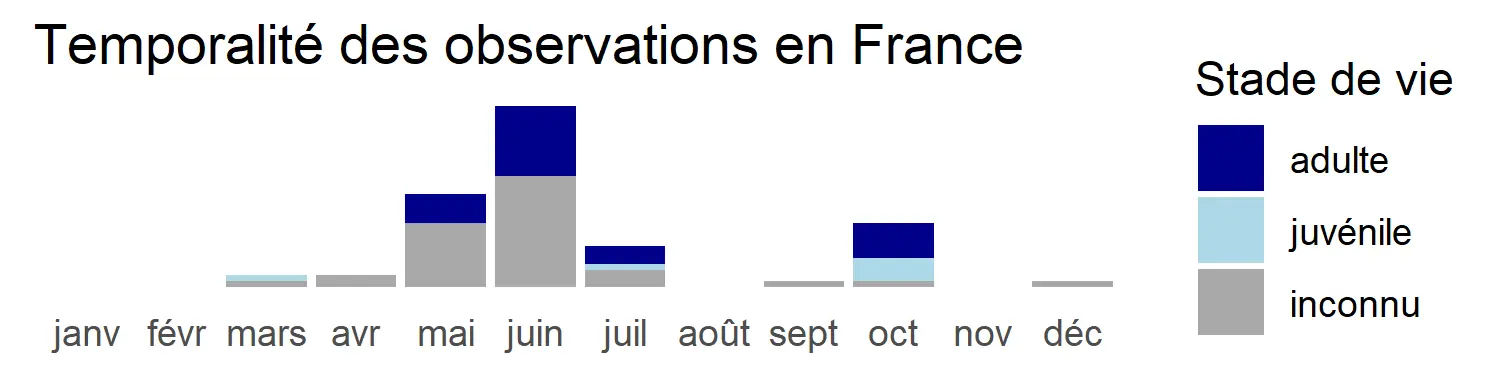 Temporalité des observations en France
janv févr mars avr mai juin juil août sept oct nov déc
Stade de vie
adulte
juvénile
inconnu